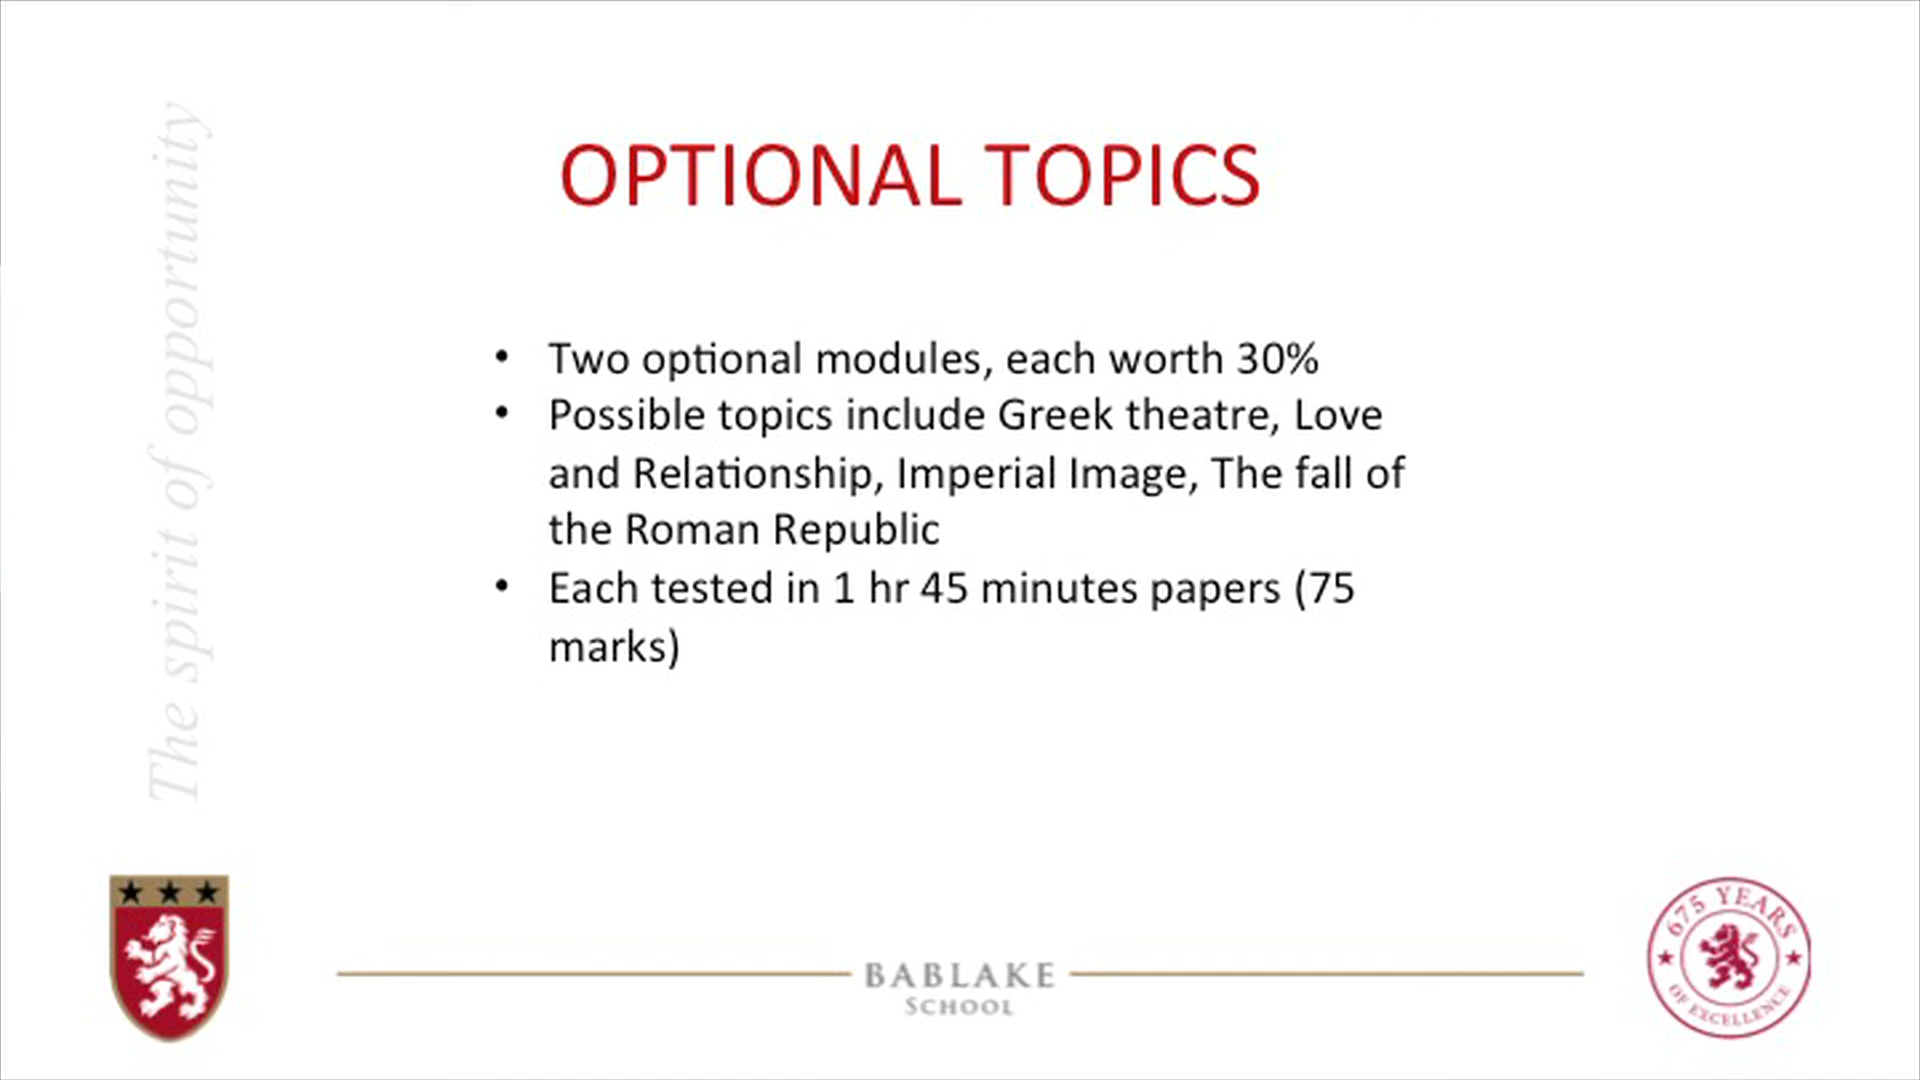 The spirit of opportunity
OPTIONAL TOPICS
• Two optional modules, each worth 30%
• Possible topics include Greek theatre, Love
and Relationship, Imperial Image, The fall of
the Roman Republic
• Each tested in 1 hr 45 minutes papers (75
marks)
BABLAKE
SCHOOL
675 YEARS
OF EXCELLENCE